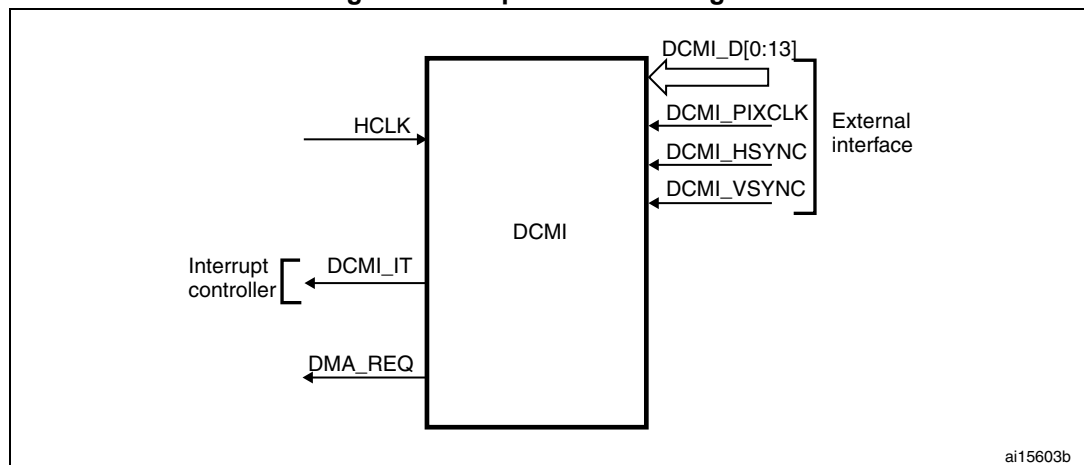 DCMI_D[0:13]
DCMI_PIXCLK
HCLK
External
interface
DCMI_HSYNC
DCMI_VSYNC
DCMI
Interrupt
controller
DCMI_IT
DMA_REQ
ai15603b